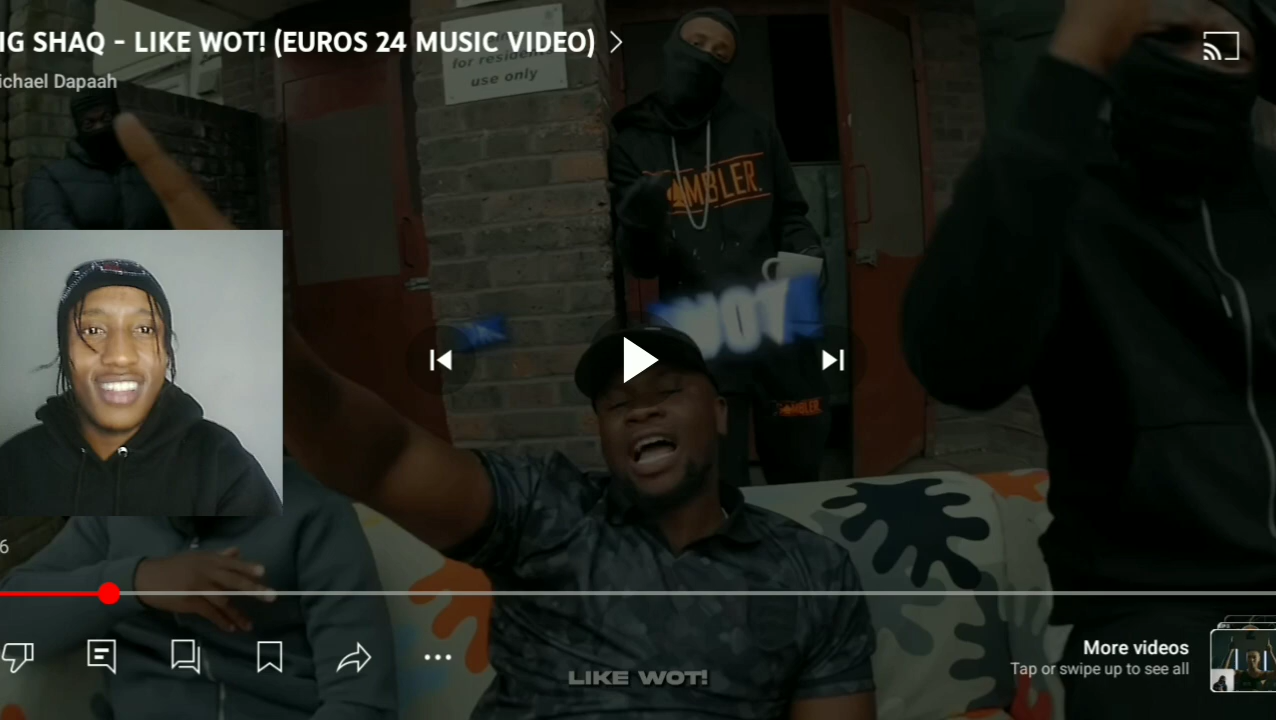 IG SHAQ - LIKE WOT! (EUROS 24 MUSIC VIDEO)
ichael Dapaah
for
use only
MBLER.
WOT
6
More videos
Tap or swipe up to see all
LIKE WOT!